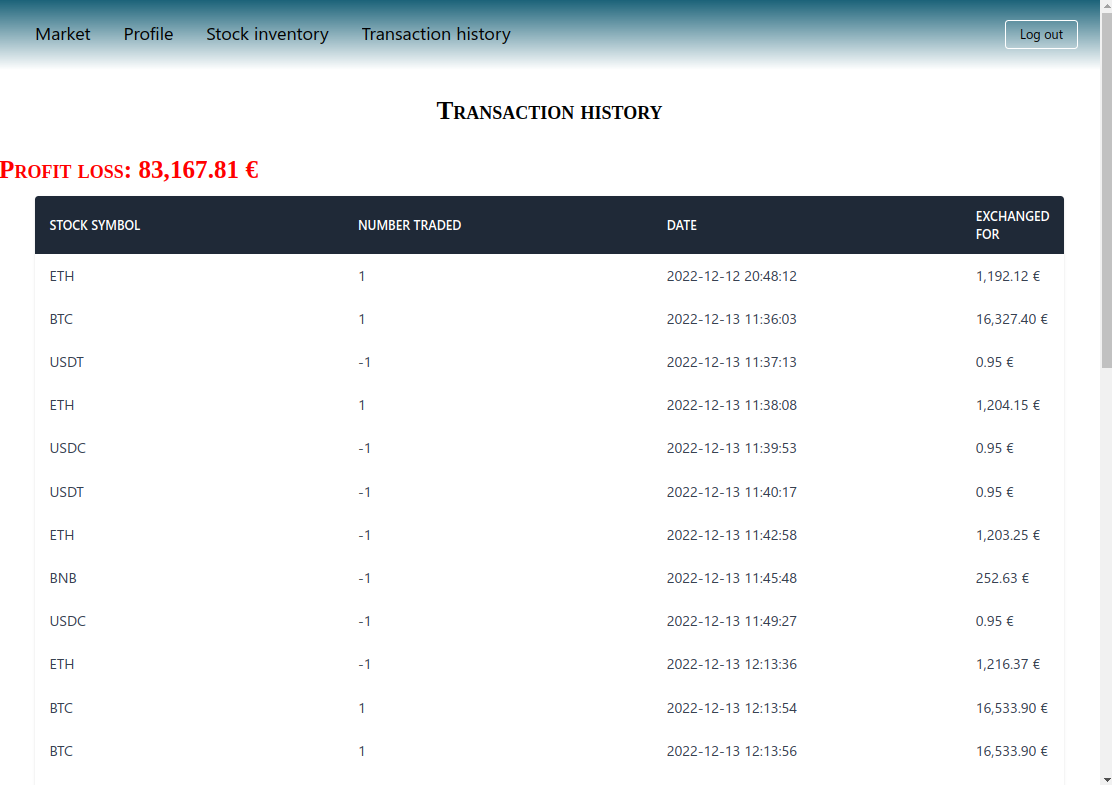 Market Profile Stock inventory Transaction history Log out
Transaction history
Profit loss: 83,167.81 €
STOCK SYMBOL NUMBER TRADED DATE EXCHANGED FOR
ETH 1 2022-12-12 20:48:12 1,192.12 €
BTC 1 2022-12-13 11:36:03 16,327.40 €
USDT -1 2022-12-13 11:37:13 0.95 €
ETH 1 2022-12-13 11:38:08 1,204.15 €
USDC -1 2022-12-13 11:39:53 0.95 €
USDT -1 2022-12-13 11:40:17 0.95 €
ETH -1 2022-12-13 11:42:58 1,203.25 €
BNB -1 2022-12-13 11:45:48 252.63 €
USDC -1 2022-12-13 11:49:27 0.95 €
ETH -1 2022-12-13 12:13:36 1,216.37 €
BTC 1 2022-12-13 12:13:54 16,533.90 €
BTC 1 2022-12-13 12:13:56 16,533.90 €